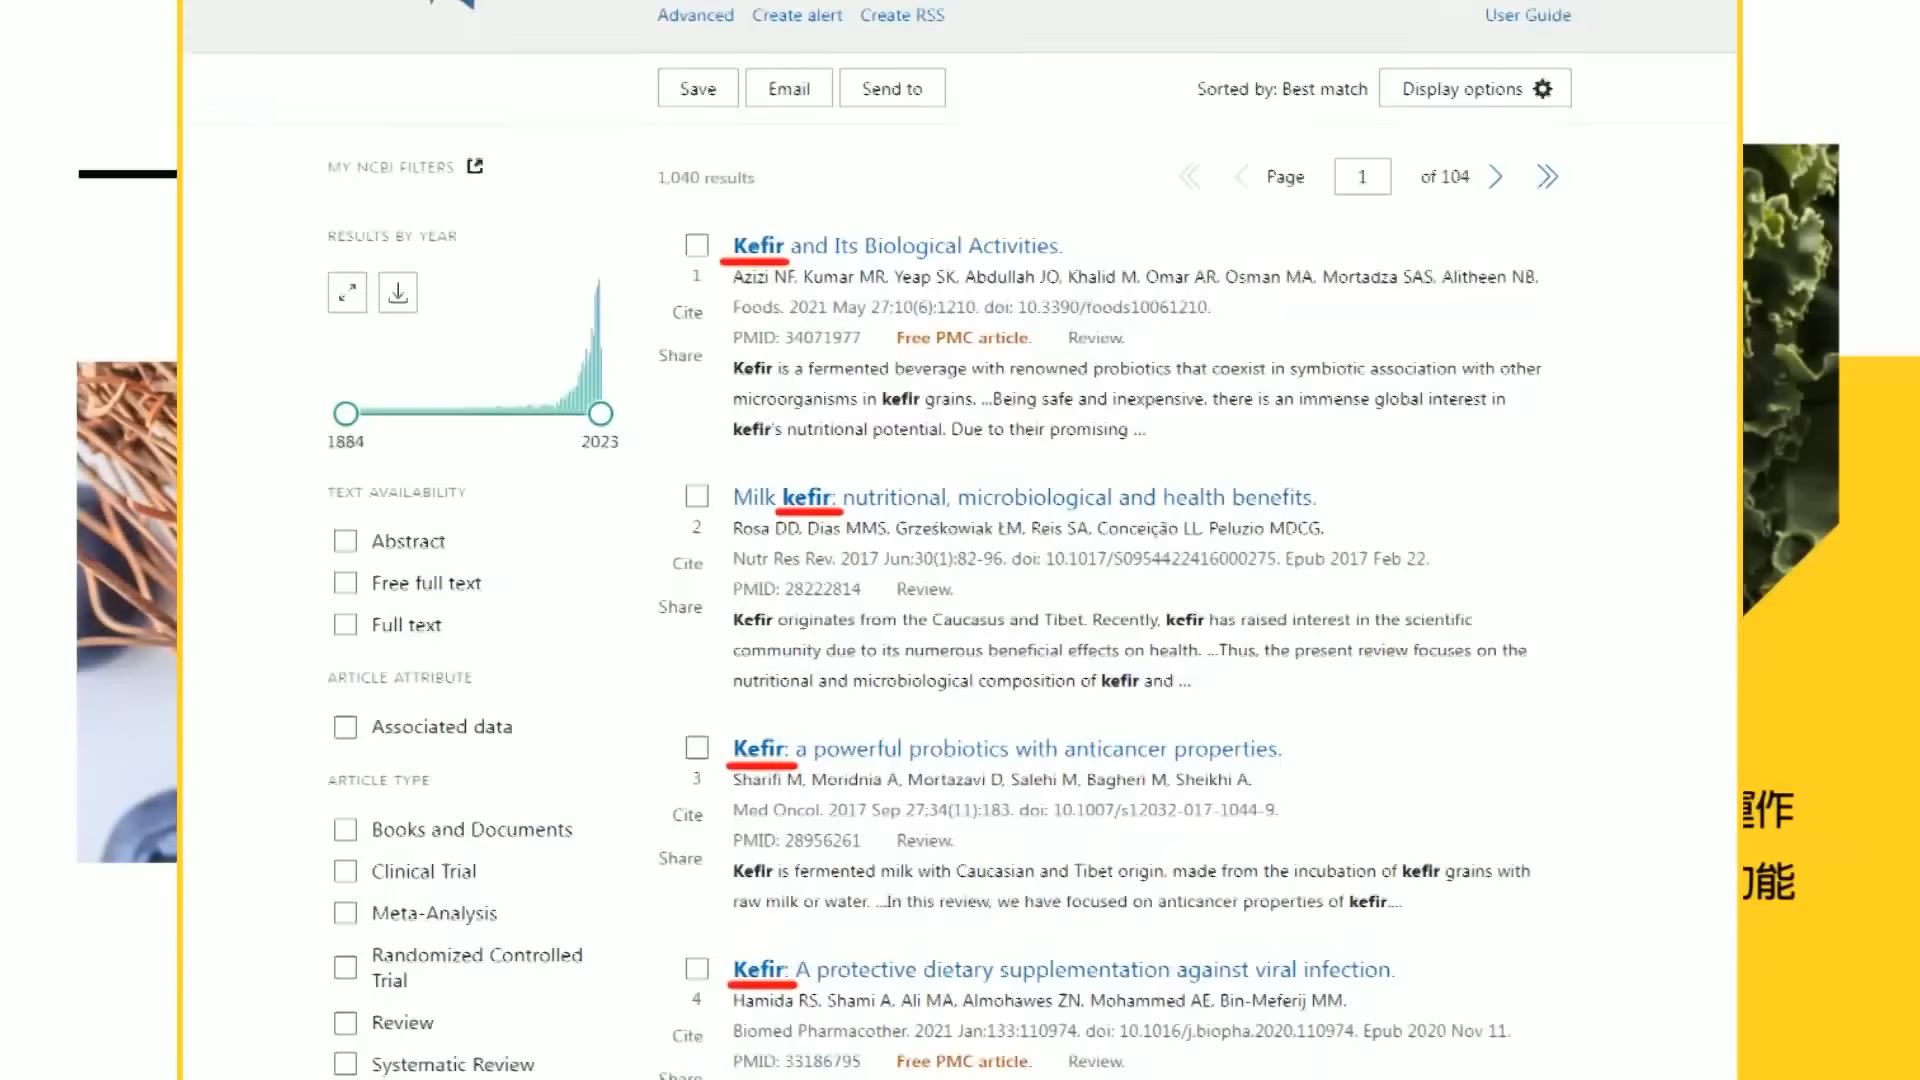 Advanced Create alert Create RSS User Guide
Save Email Send to Sorted by: Best match Display options
MY NCBI FILTERS
1,040 results
Page 1 of 104
RESULTS BY YEAR
1884 2023
TEXT AVAILABILITY
Abstract
Free full text
Full text
ARTICLE ATTRIBUTE
Associated data
ARTICLE TYPE
Books and Documents
Clinical Trial
Meta-Analysis
Randomized Controlled
Trial
Review
Systematic Review
Kefir and Its Biological Activities.
1
Azizi NF, Kumar MR, Yeap SK, Abdullah JO, Khalid M, Omar AR, Osman MA, Mortadza SAS, Alitheen NB.
Cite
Foods. 2021 May 27;10(6):1210. doi: 10.3390/foods10061210.
PMID: 34071977 Free PMC article. Review.
Share
Kefir is a fermented beverage with renowned probiotics that coexist in symbiotic association with other
microorganisms in kefir grains. ...Being safe and inexpensive, there is an immense global interest in
kefir's nutritional potential. Due to their promising ...
Milk kefir: nutritional, microbiological and health benefits.
2
Rosa DD, Dias MMS, Grześkowiak ŁM, Reis SA, Conceição LL, Peluzio MDCG.
Cite
Nutr Res Rev. 2017 Jun;30(1):82-96. doi: 10.1017/S0954422416000275. Epub 2017 Feb 22.
PMID: 28222814 Review.
Share
Kefir originates from the Caucasus and Tibet. Recently, kefir has raised interest in the scientific
community due to its numerous beneficial effects on health. ...Thus, the present review focuses on the
nutritional and microbiological composition of kefir and ...
Kefir: a powerful probiotics with anticancer properties.
3
Sharifi M, Moridnia A, Mortazavi D, Salehi M, Bagheri M, Sheikhi A.
Cite
Med Oncol. 2017 Sep 27;34(11):183. doi: 10.1007/s12032-017-1044-9.
PMID: 28956261 Review.
Share
Kefir is fermented milk with Caucasian and Tibet origin, made from the incubation of kefir grains with
raw milk or water. ...In this review, we have focused on anticancer properties of kefir....
Kefir: A protective dietary supplementation against viral infection.
4
Hamida RS, Shami A, Ali MA, Almohawes ZN, Mohammed AE, Bin-Meferij MM.
Cite
Biomed Pharmacother. 2021 Jan;133:110974. doi: 10.1016/j.biopha.2020.110974. Epub 2020 Nov 11.
PMID: 33186795 Free PMC article. Review.
Share
作
能